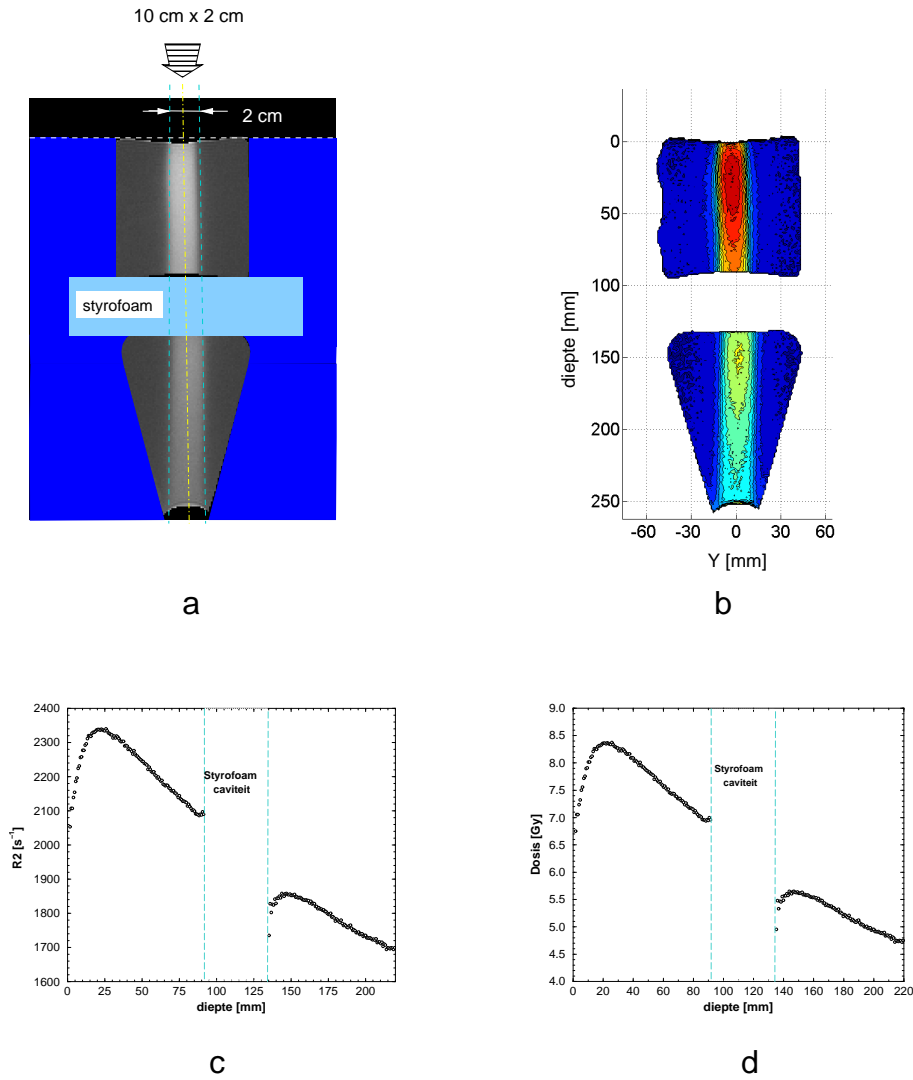 10 cm x 2 cm
2 cm
styrofoam
a
0
50
100
150
200
250
diepte [mm]
-60 -30 0 30 60
Y [mm]
b
2400
2300
2200
2100
2000
1900
1800
1700
1600
R2 [s⁻¹]
Styrofoam
caviteit
0 25 50 75 100 125 150 175 200
diepte [mm]
c
9.0
8.5
8.0
7.5
7.0
6.5
6.0
5.5
5.0
4.5
4.0
Dosis [Gy]
Styrofoam
caviteit
0 20 40 60 80 100 120 140 160 180 200 220
diepte [mm]
d